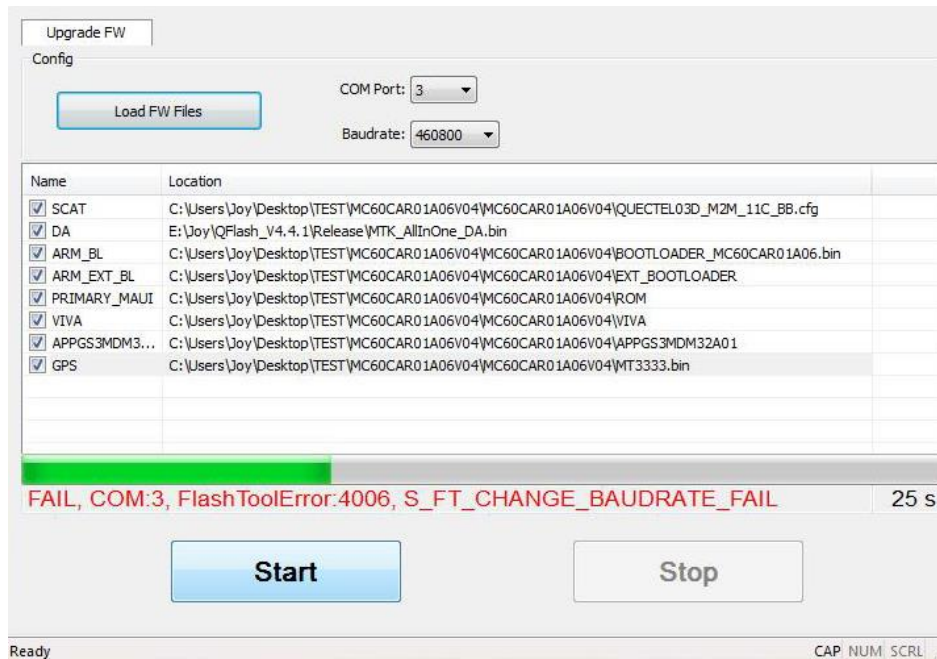 Upgrade FW
Config
Load FW Files
COM Port: 3
Baudrate: 460800
Name Location
SCAT C:\Users\Joy\Desktop\TEST\MC60CAR01A06V04\MC60CAR01A06V04\QUECTEL03D_M2M_11C_BB.cfg
DA E:\Joy\QFlash_V4.4.1\Release\MTK_AllInOne_DA.bin
ARM_BL C:\Users\Joy\Desktop\TEST\MC60CAR01A06V04\MC60CAR01A06V04\BOOTLOADER_MC60CAR01A06.bin
ARM_EXT_BL C:\Users\Joy\Desktop\TEST\MC60CAR01A06V04\MC60CAR01A06V04\EXT_BOOTLOADER
PRIMARY_MAUI C:\Users\Joy\Desktop\TEST\MC60CAR01A06V04\MC60CAR01A06V04\ROM
VIVA C:\Users\Joy\Desktop\TEST\MC60CAR01A06V04\MC60CAR01A06V04\VIVA
APPGS3MDM3... C:\Users\Joy\Desktop\TEST\MC60CAR01A06V04\MC60CAR01A06V04\APPGS3MDM32A01
GPS C:\Users\Joy\Desktop\TEST\MC60CAR01A06V04\MC60CAR01A06V04\MT3333.bin
FAIL, COM:3, FlashToolError:4006, S_FT_CHANGE_BAUDRATE_FAIL 25 s
Start Stop
Ready CAP NUM SCRL